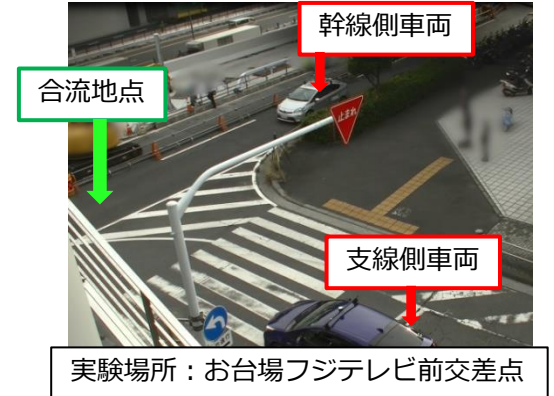 幹線側車両
合流地点
止まれ
支線側車両
実験場所：お台場フジテレビ前交差点